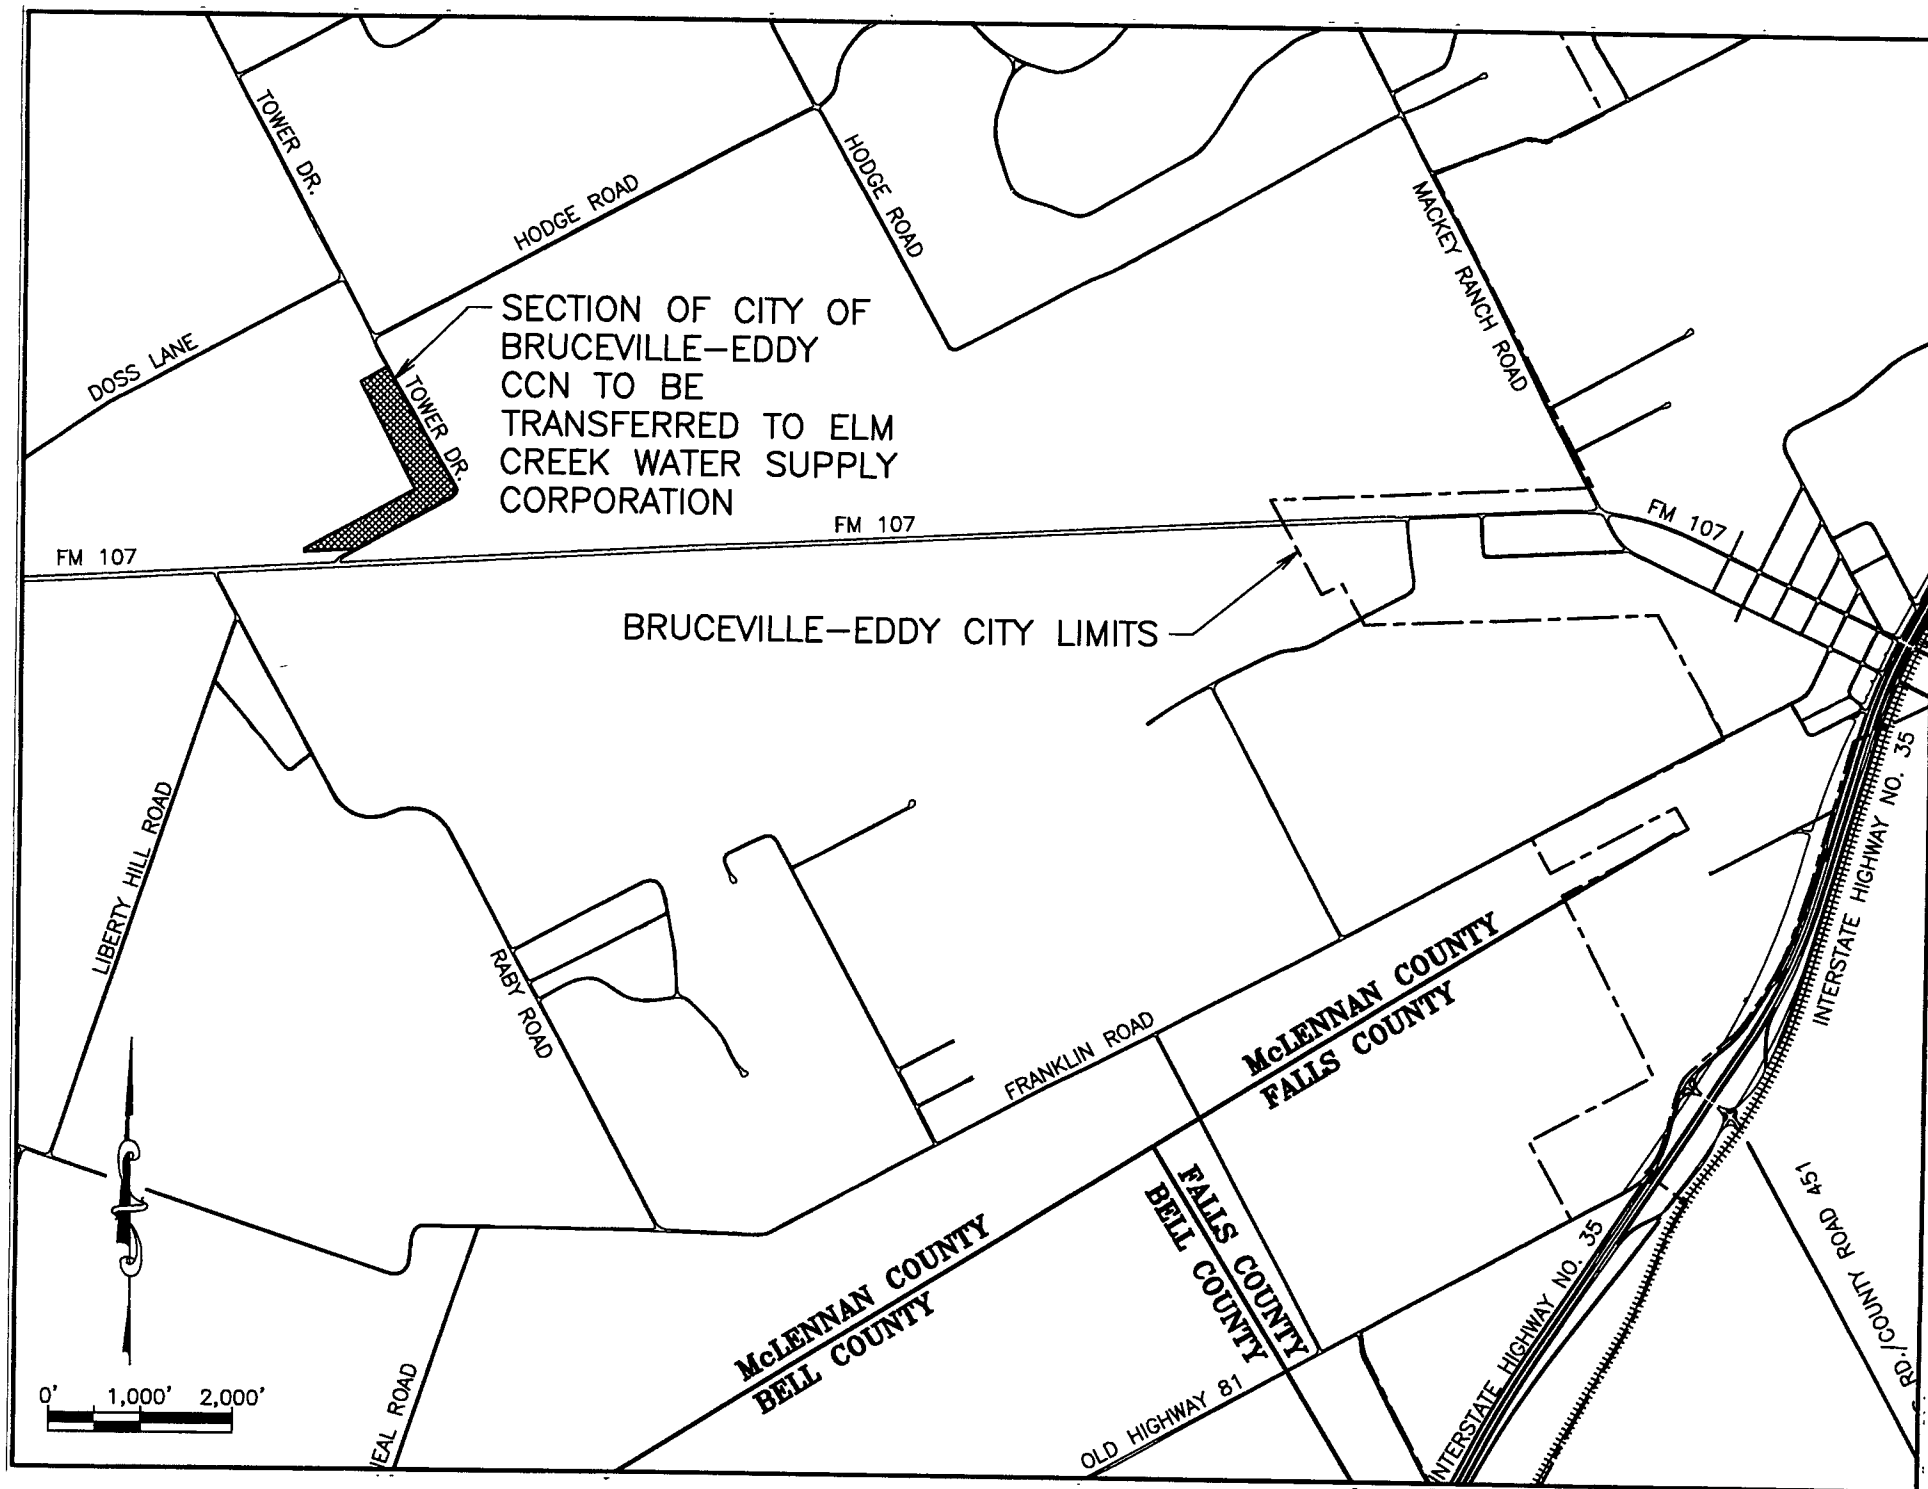 TOWER DR.
HODGE ROAD
HODGE ROAD
MACKEY RANCH ROAD
DOSS LANE
SECTION OF CITY OF
BRUCEVILLE-EDDY
CCN TO BE
TRANSFERRED TO ELM
CREEK WATER SUPPLY
CORPORATION
TOWER DR.
FM 107
FM 107
FM 107
BRUCEVILLE-EDDY CITY LIMITS
INTERSTATE HIGHWAY NO. 35
LIBERTY HILL ROAD
RABY ROAD
FRANKLIN ROAD
McLENNAN COUNTY
FALLS COUNTY
FALLS COUNTY
BELL COUNTY
McLENNAN COUNTY
BELL COUNTY
INTERSTATE HIGHWAY NO. 35
RD./COUNTY ROAD 451
OLD HIGHWAY 81
ROAD
0' 1,000' 2,000'